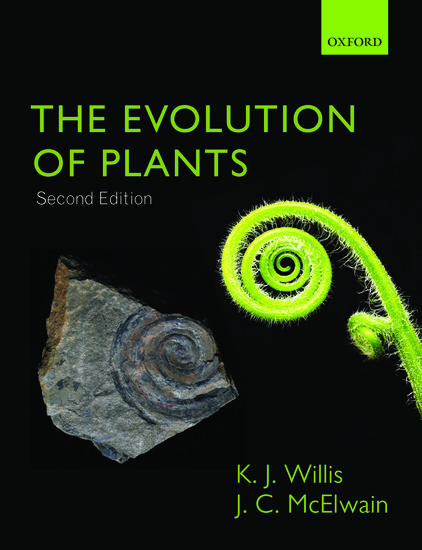 OXFORD
THE EVOLUTION
OF PLANTS
Second Edition
K. J. Willis
J. C. McElwain